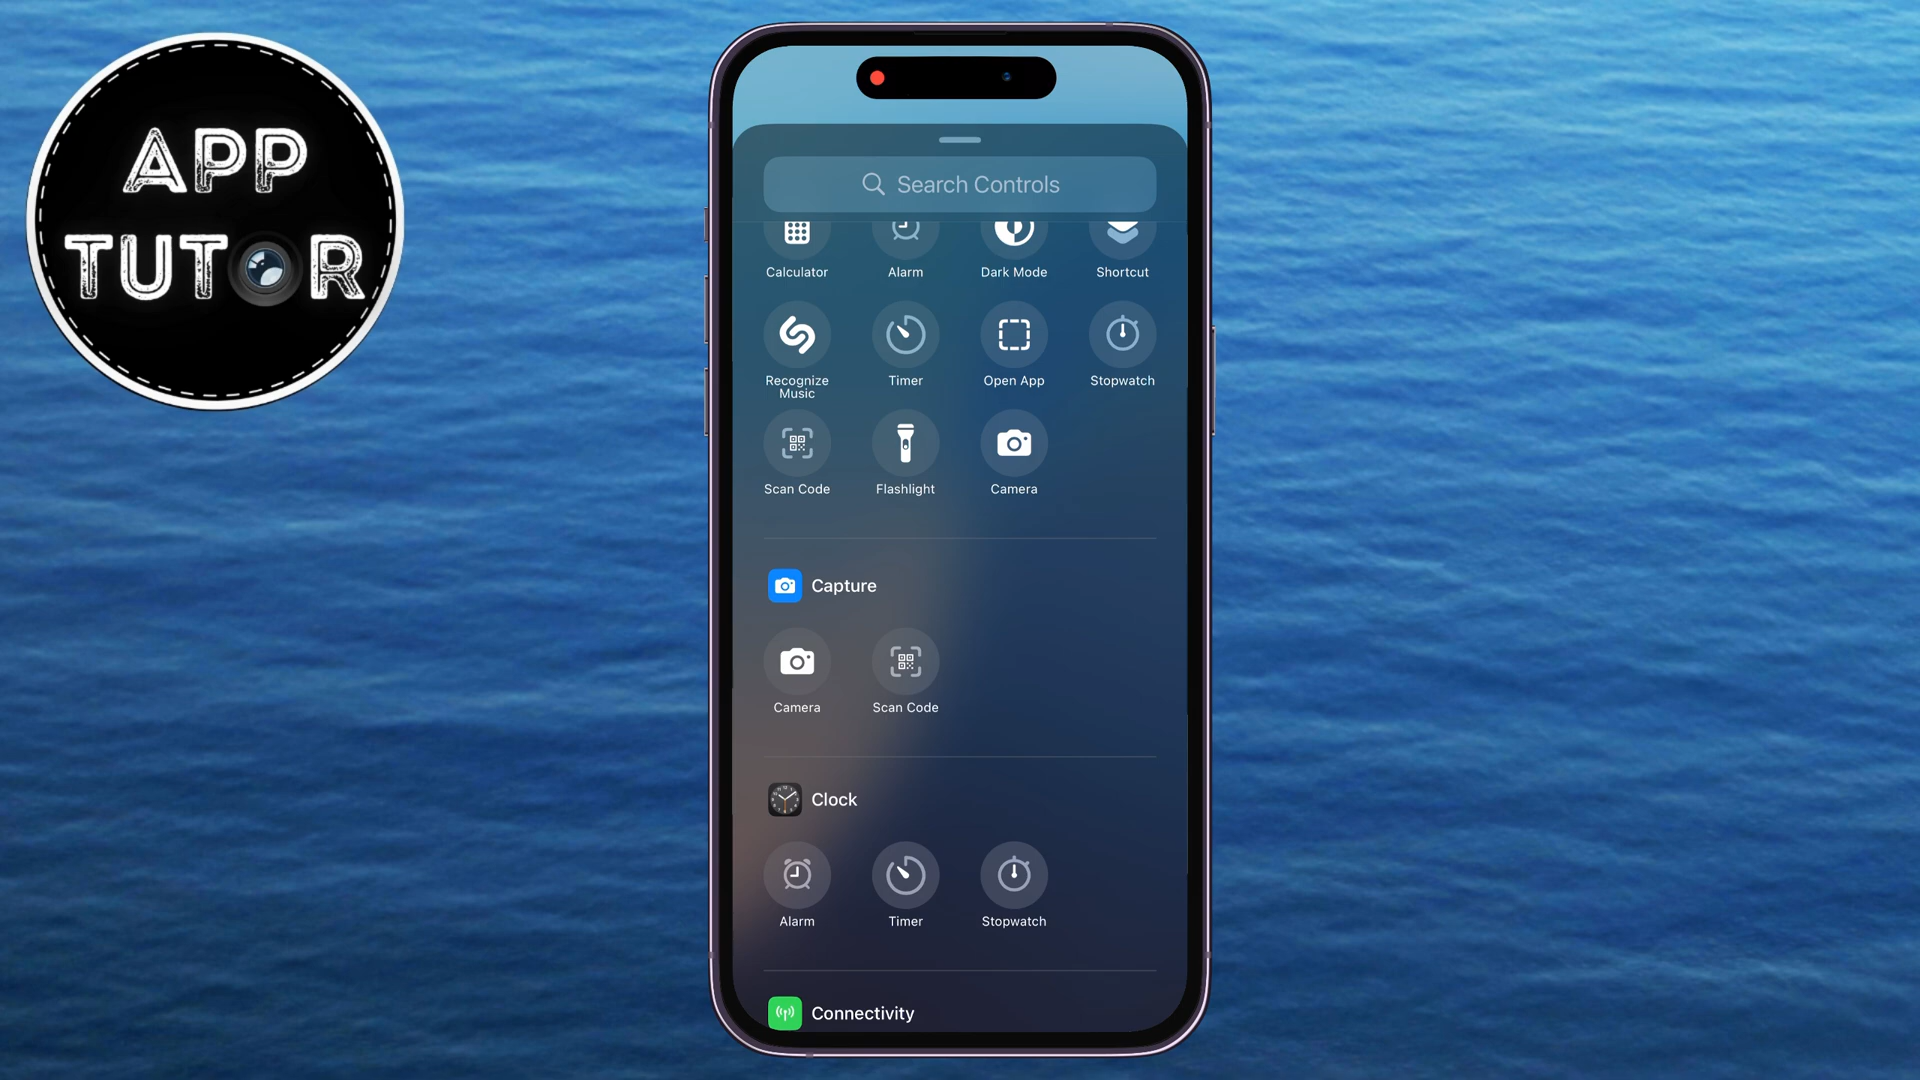 APP
TUTOR
Search Controls
Calculator
Alarm
Dark Mode
Shortcut
Recognize
Music
Timer
Open App
Stopwatch
Scan Code
Flashlight
Camera
Capture
Camera
Scan Code
Clock
Alarm
Timer
Stopwatch
Connectivity